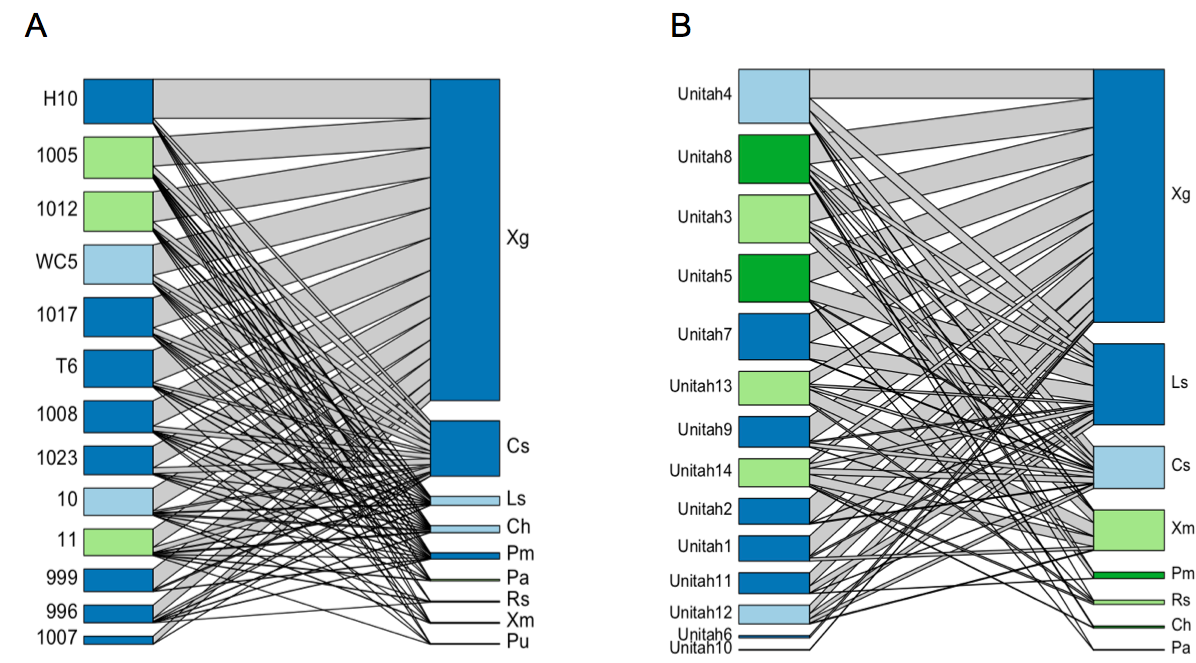 A
H10
1005
1012
WC5
1017
T6
1008
1023
10
11
999
996
1007
Xg
Cs
Ls
Ch
Pm
Pa
Rs
Xm
Pu
B
Unitah4
Unitah8
Unitah3
Unitah5
Unitah7
Unitah13
Unitah9
Unitah14
Unitah2
Unitah1
Unitah11
Unitah12
Unitah6
Unitah10
Xg
Ls
Cs
Xm
Pm
Rs
Ch
Pa